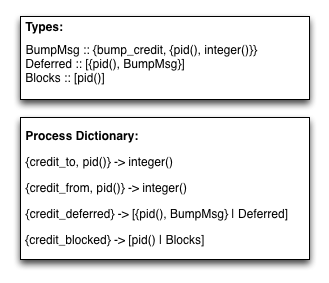 Types:
BumpMsg :: {bump_credit, {pid(), integer()}}
Deferred :: [{pid(), BumpMsg}]
Blocks :: [pid()]
Process Dictionary:
{credit_to, pid()} -> integer()
{credit_from, pid()} -> integer()
{credit_deferred} -> [{pid(), BumpMsg} | Deferred]
{credit_blocked} -> [pid() | Blocks]